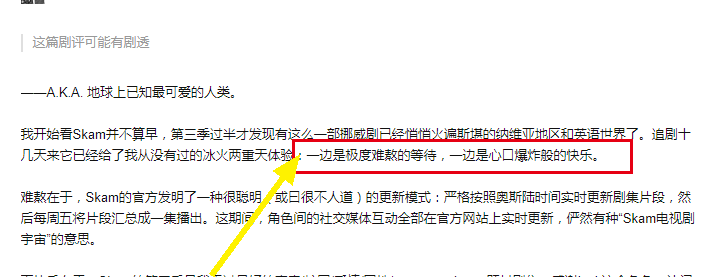 这篇剧评可能有剧透
——A.K.A. 地球上已知最可爱的人类。
我开始看Skam并不算早，第三季过半才发现有这么一部挪威剧已经悄悄火遍斯堪的纳维亚地区和英语世界了。追剧十
几天来它已经给了我从没有过的冰火两重天体验：一边是极度难熬的等待，一边是心口爆炸般的快乐。
难熬在于，Skam的官方发明了一种很聪明（或曰很不人道）的更新模式：严格按照奥斯陆时间实时更新剧集片段，然
后每周五将片段汇总成一集播出。这期间，角色间的社交媒体互动全部在官方网站上实时更新，俨然有种“Skam电视剧
宇宙”的意思。